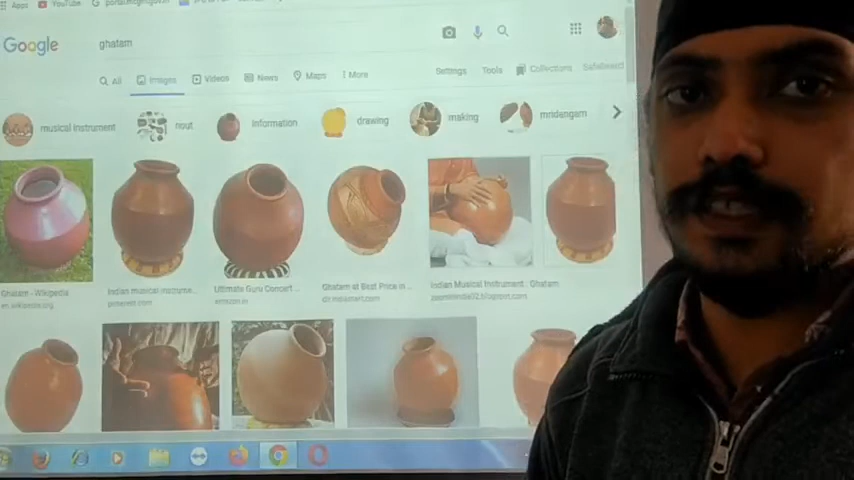 Apps YouTube
Google ghatam
All Images Videos News Maps More Settings Tools Collections SafeSearch
musical instrument nout Information drawing making mridangam
Ghatam - Wikipedia
en.wikipedia.org
Indian musical instrume...
pinterest.com
Ultimate Guru Concert ...
amazon.in
Ghatam at Best Price in ...
dir.indiamart.com
Indian Musical Instrument : Ghatam